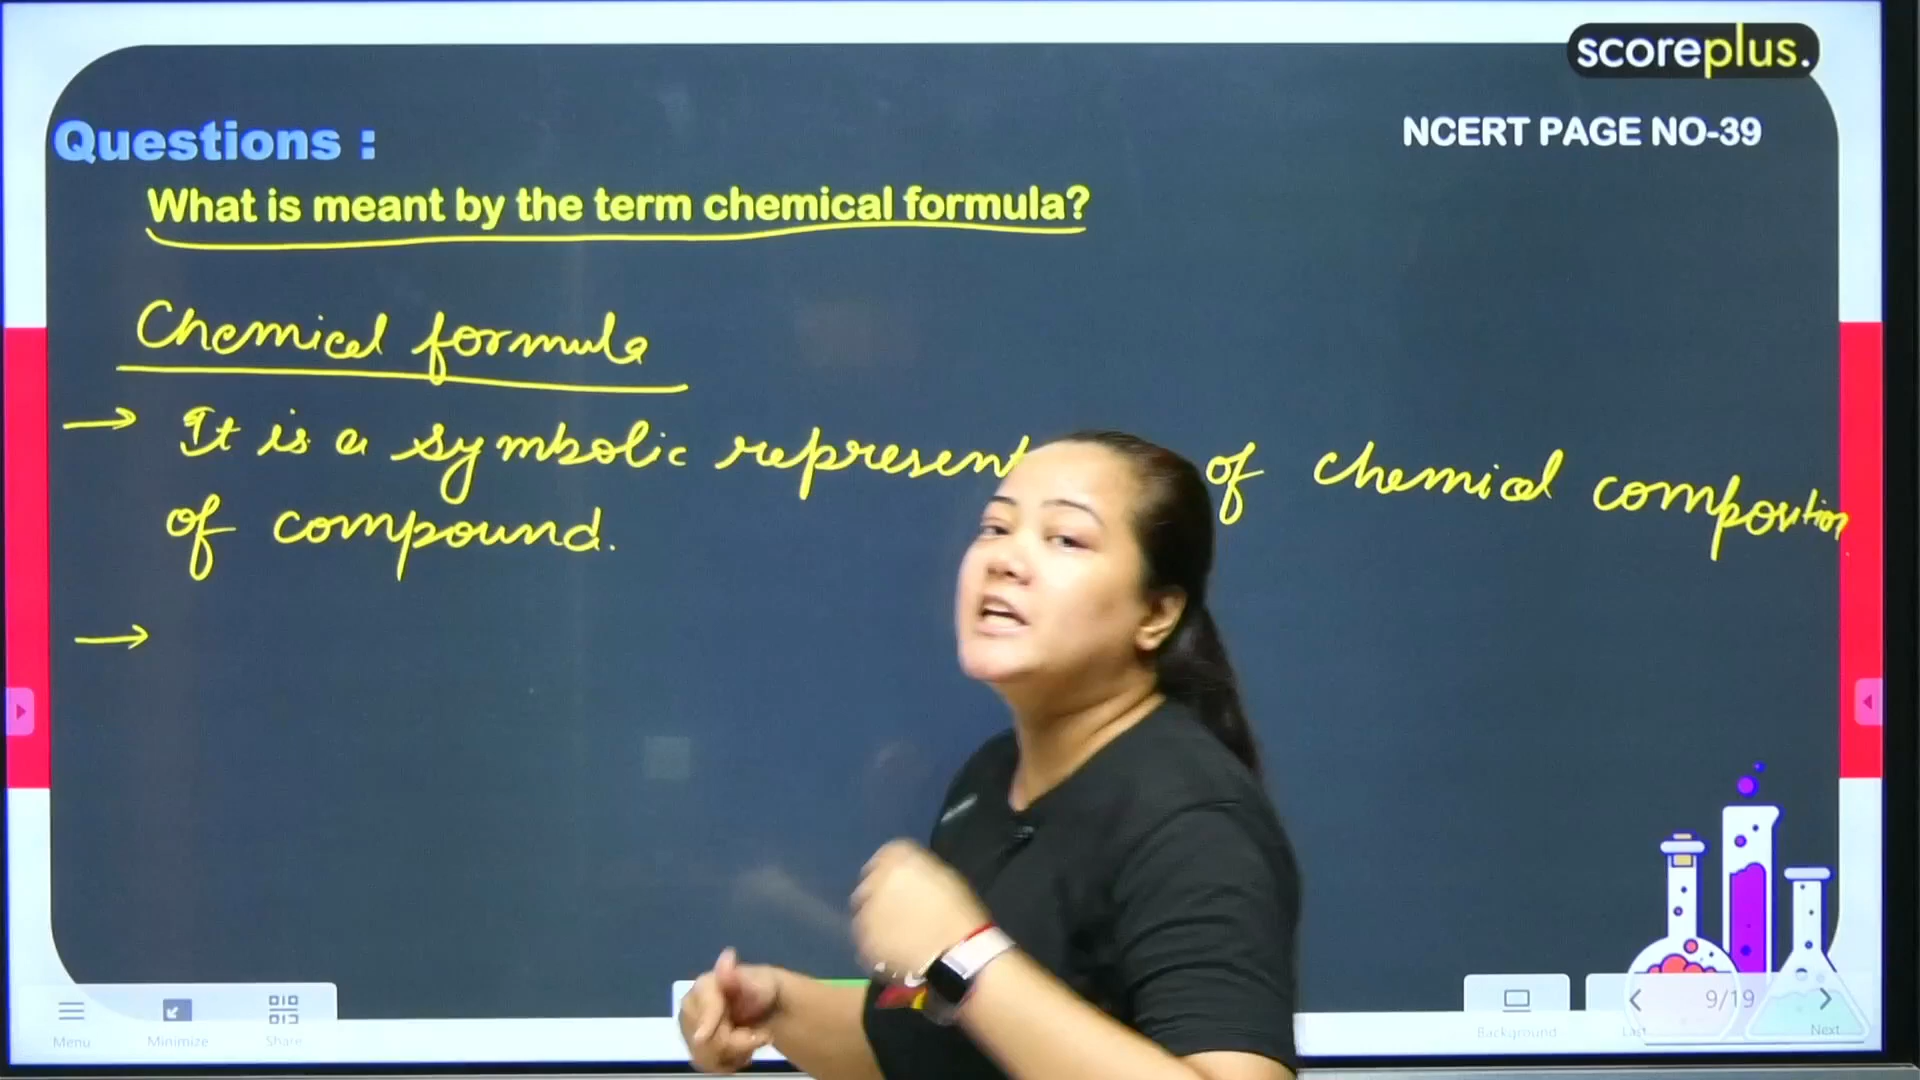 scoreplus.
Questions :
NCERT PAGE NO-39
What is meant by the term chemical formula?
Chemical formula
→ It is a symbolic represent of chemical composition
of compound.
→
Menu
Minimize
Share
Background
Last
9/19
Next